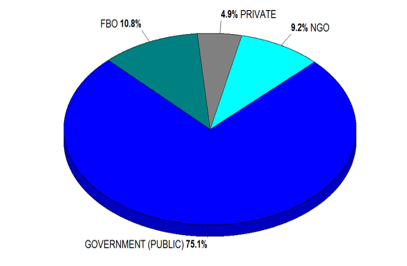 4.9% PRIVATE
FBO 10.8%
9.2% NGO
GOVERNMENT (PUBLIC) 75.1%